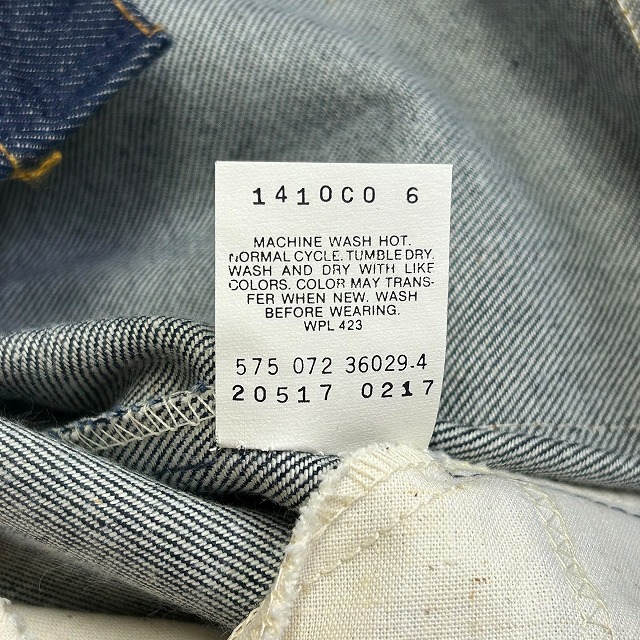 1410C0 6
MACHINE WASH HOT.
NORMAL CYCLE. TUMBLE DRY.
WASH AND DRY WITH LIKE
COLORS. COLOR MAY TRANS-
FER WHEN NEW. WASH
BEFORE WEARING.
WPL 423
575 072 36029-4
20517 0217